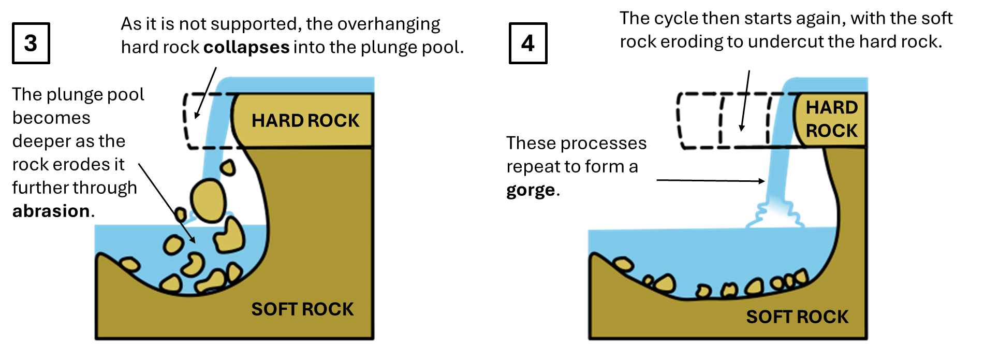 3
As it is not supported, the overhanging
hard rock collapses into the plunge pool.
The plunge pool
becomes
deeper as the
rock erodes it
further through
abrasion.
HARD ROCK
SOFT ROCK
4
The cycle then starts again, with the soft
rock eroding to undercut the hard rock.
These processes
repeat to form a
gorge.
HARD
ROCK
SOFT ROCK